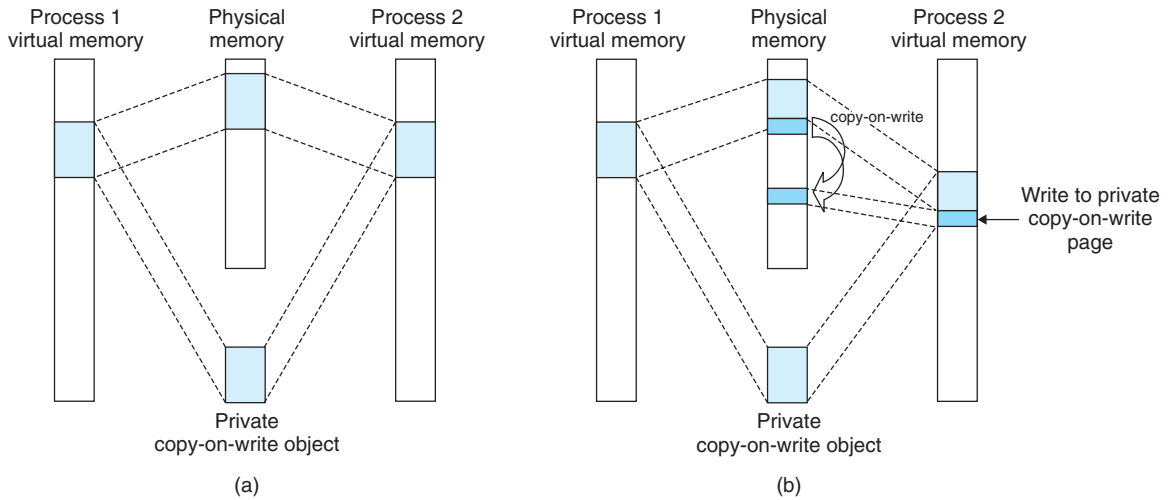 Process 1
virtual memory
Physical
memory
Process 2
virtual memory
Private
copy-on-write object
(a)
Process 1
virtual memory
Physical
memory
Process 2
virtual memory
copy-on-write
Write to private
copy-on-write
page
Private
copy-on-write object
(b)